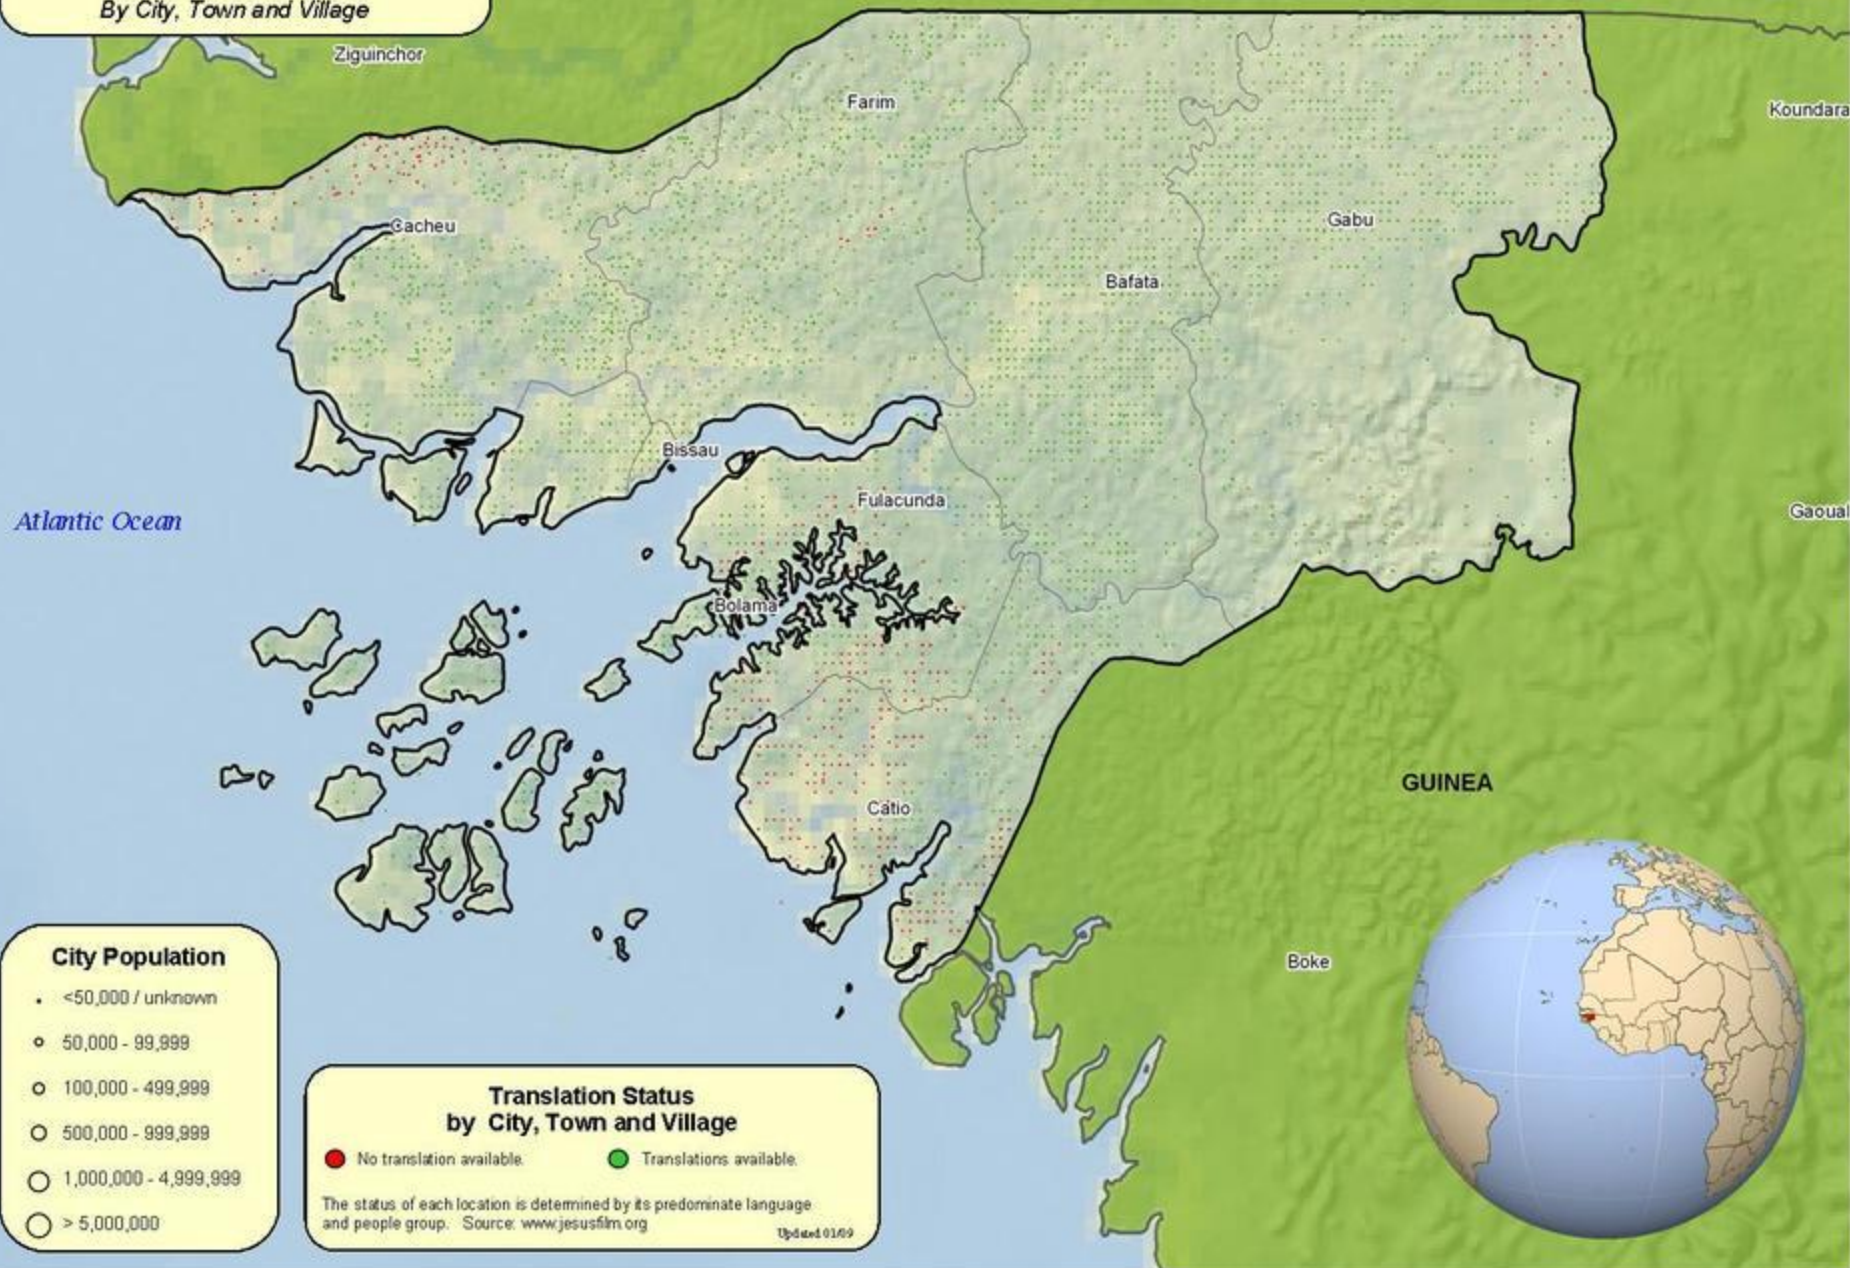 By City, Town and Village
Ziguinchor
Farim
Koundara
Cacheu
Gabu
Bafata
Bissau
Fulacunda
Atlantic Ocean
Gaoual
Bolama
GUINEA
Catio
Boke
City Population
<50,000 / unknown
50,000 - 99,999
100,000 - 499,999
500,000 - 999,999
1,000,000 - 4,999,999
> 5,000,000
Translation Status
by City, Town and Village
No translation available.
Translations available.
The status of each location is determined by its predominate language
and people group. Source: www.jesusfilm.org
Updated 01/09